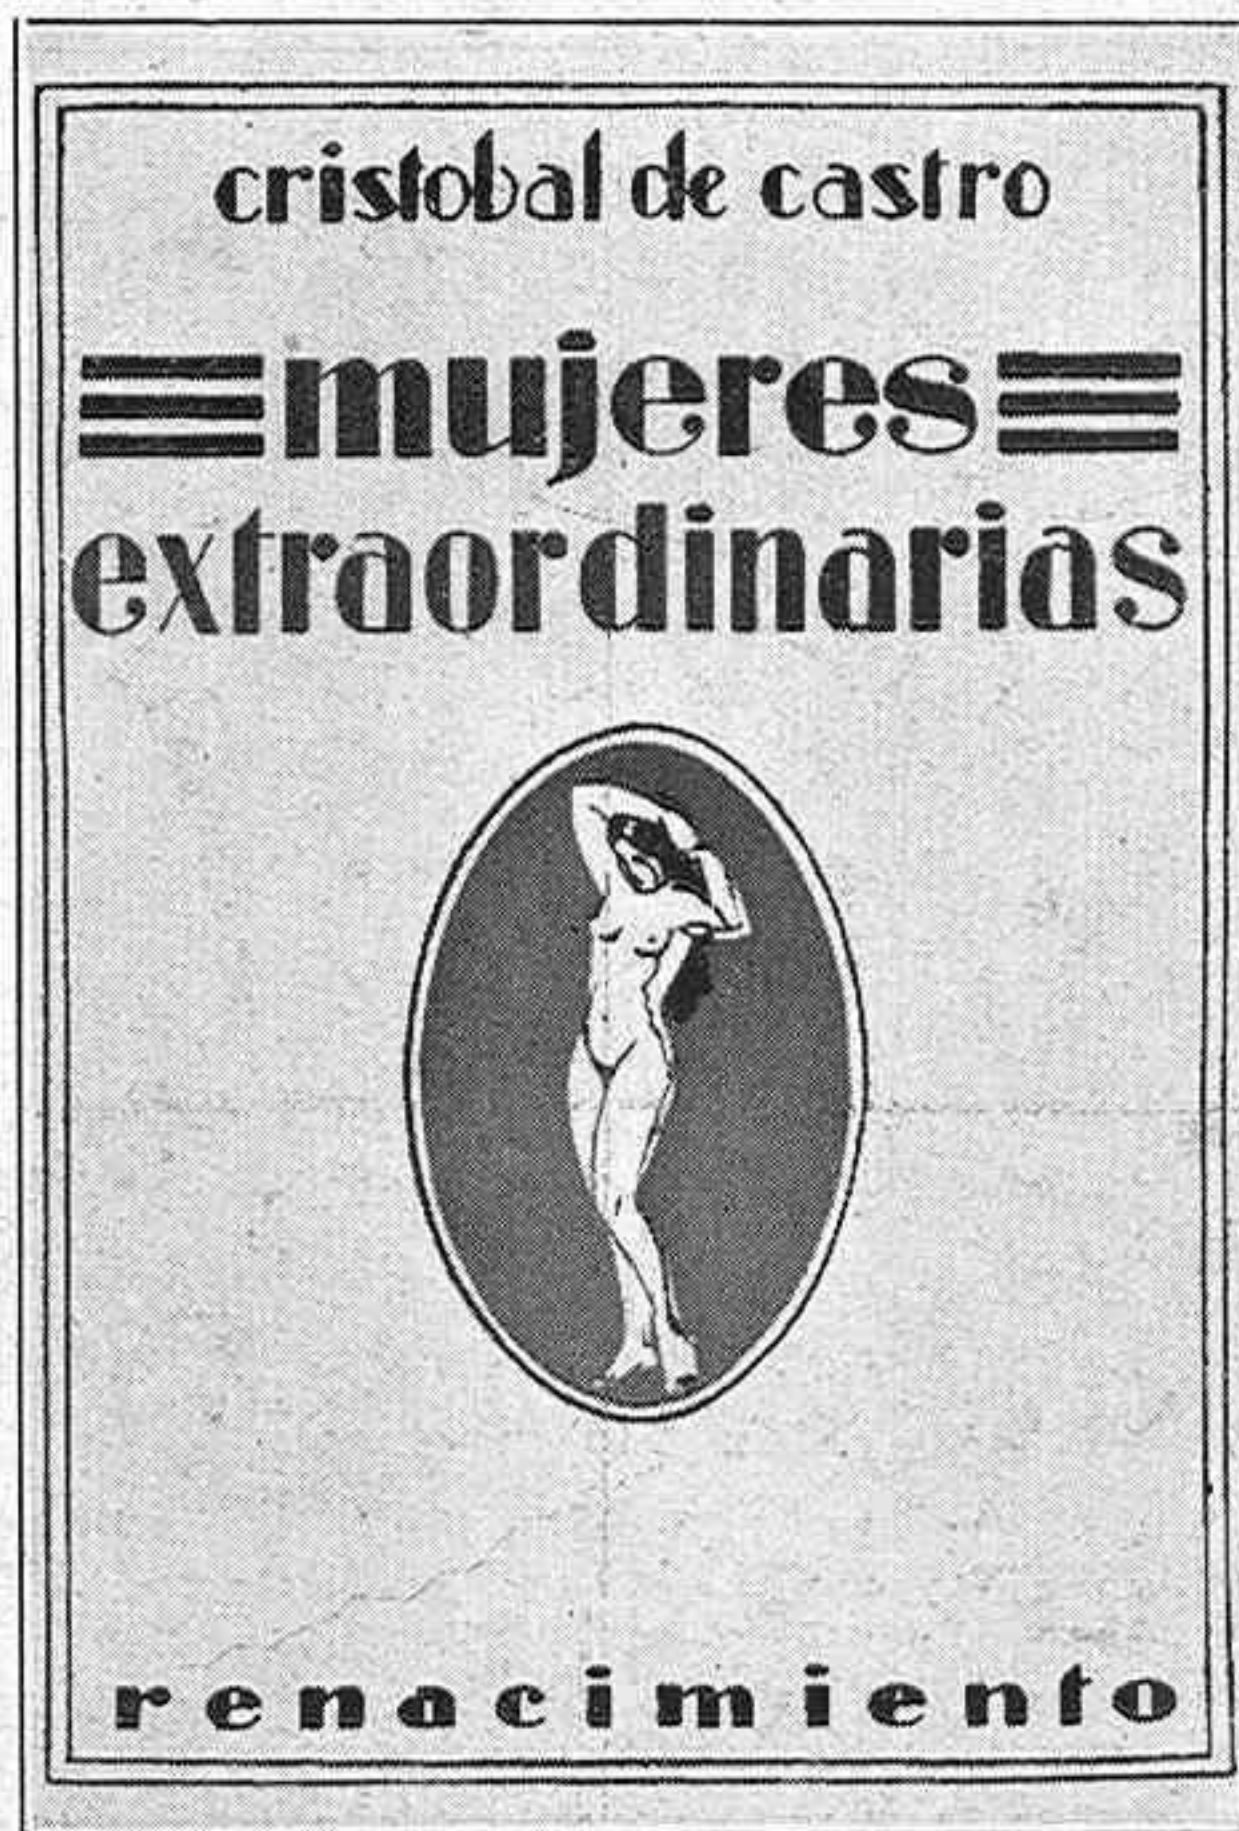 cristobal de castro
mujeres
extraordinarias
renacimiento